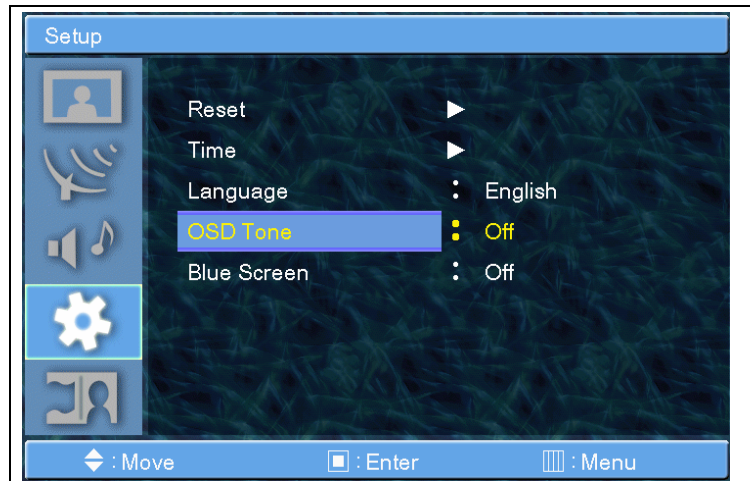 Setup
Reset
Time
Language : English
OSD Tone : Off
Blue Screen : Off
: Move : Enter : Menu